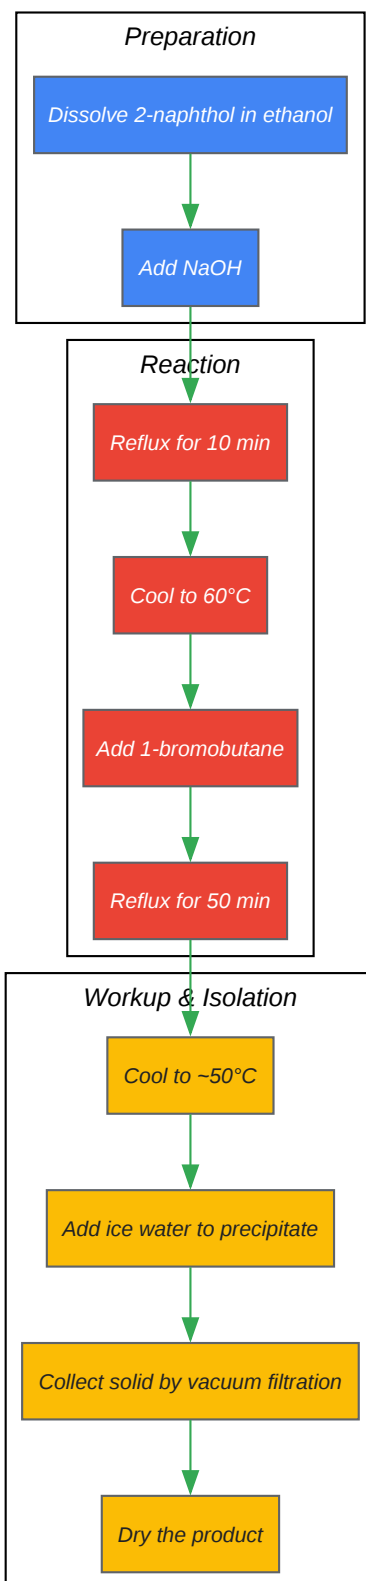 Preparation
Dissolve 2-naphthol in ethanol
Add NaOH
Reaction
Reflux for 10 min
Cool to 60°C
Add 1-bromobutane
Reflux for 50 min
Workup & Isolation
Cool to ~50°C
Add ice water to precipitate
Collect solid by vacuum filtration
Dry the product